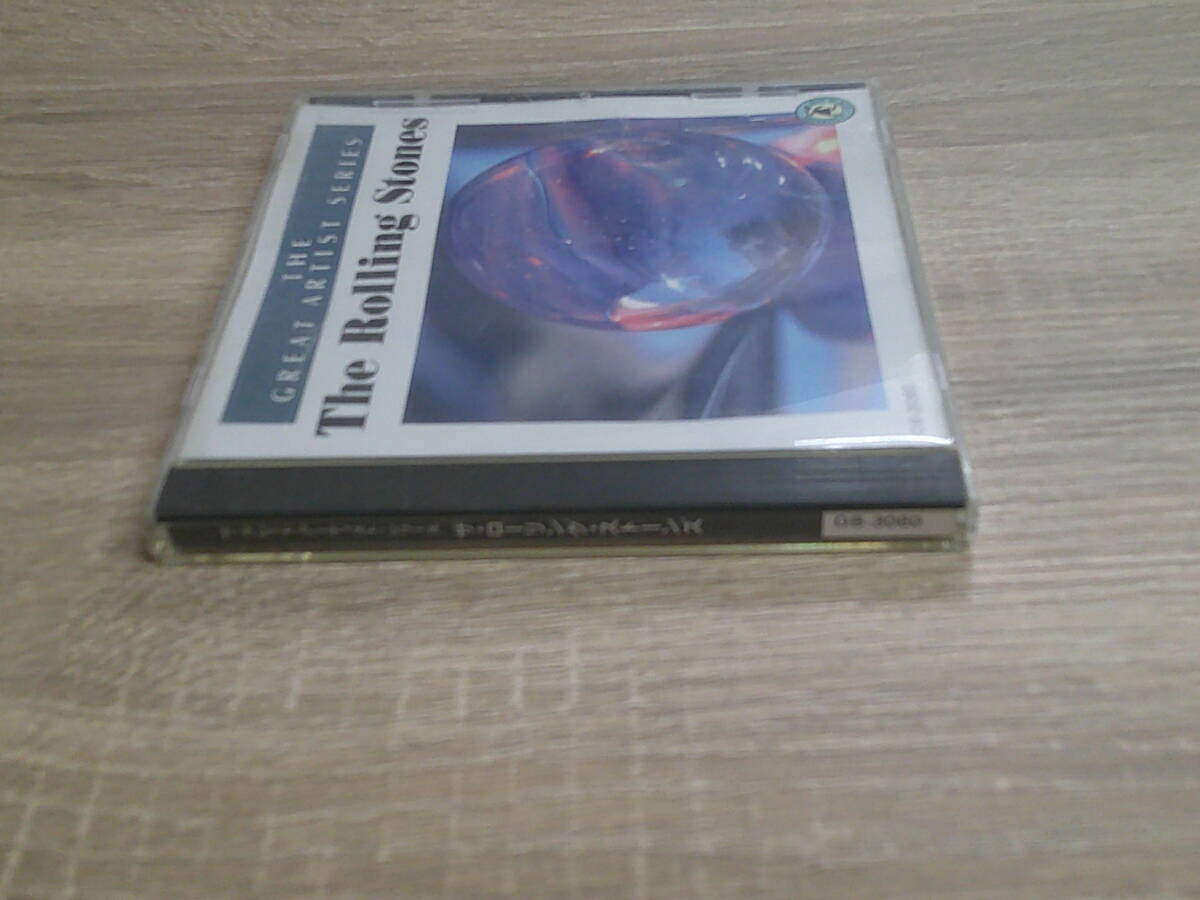 THE
GREAT ARTIST SERIES
The Rolling Stones
ザ・ローリング・ストーンズ